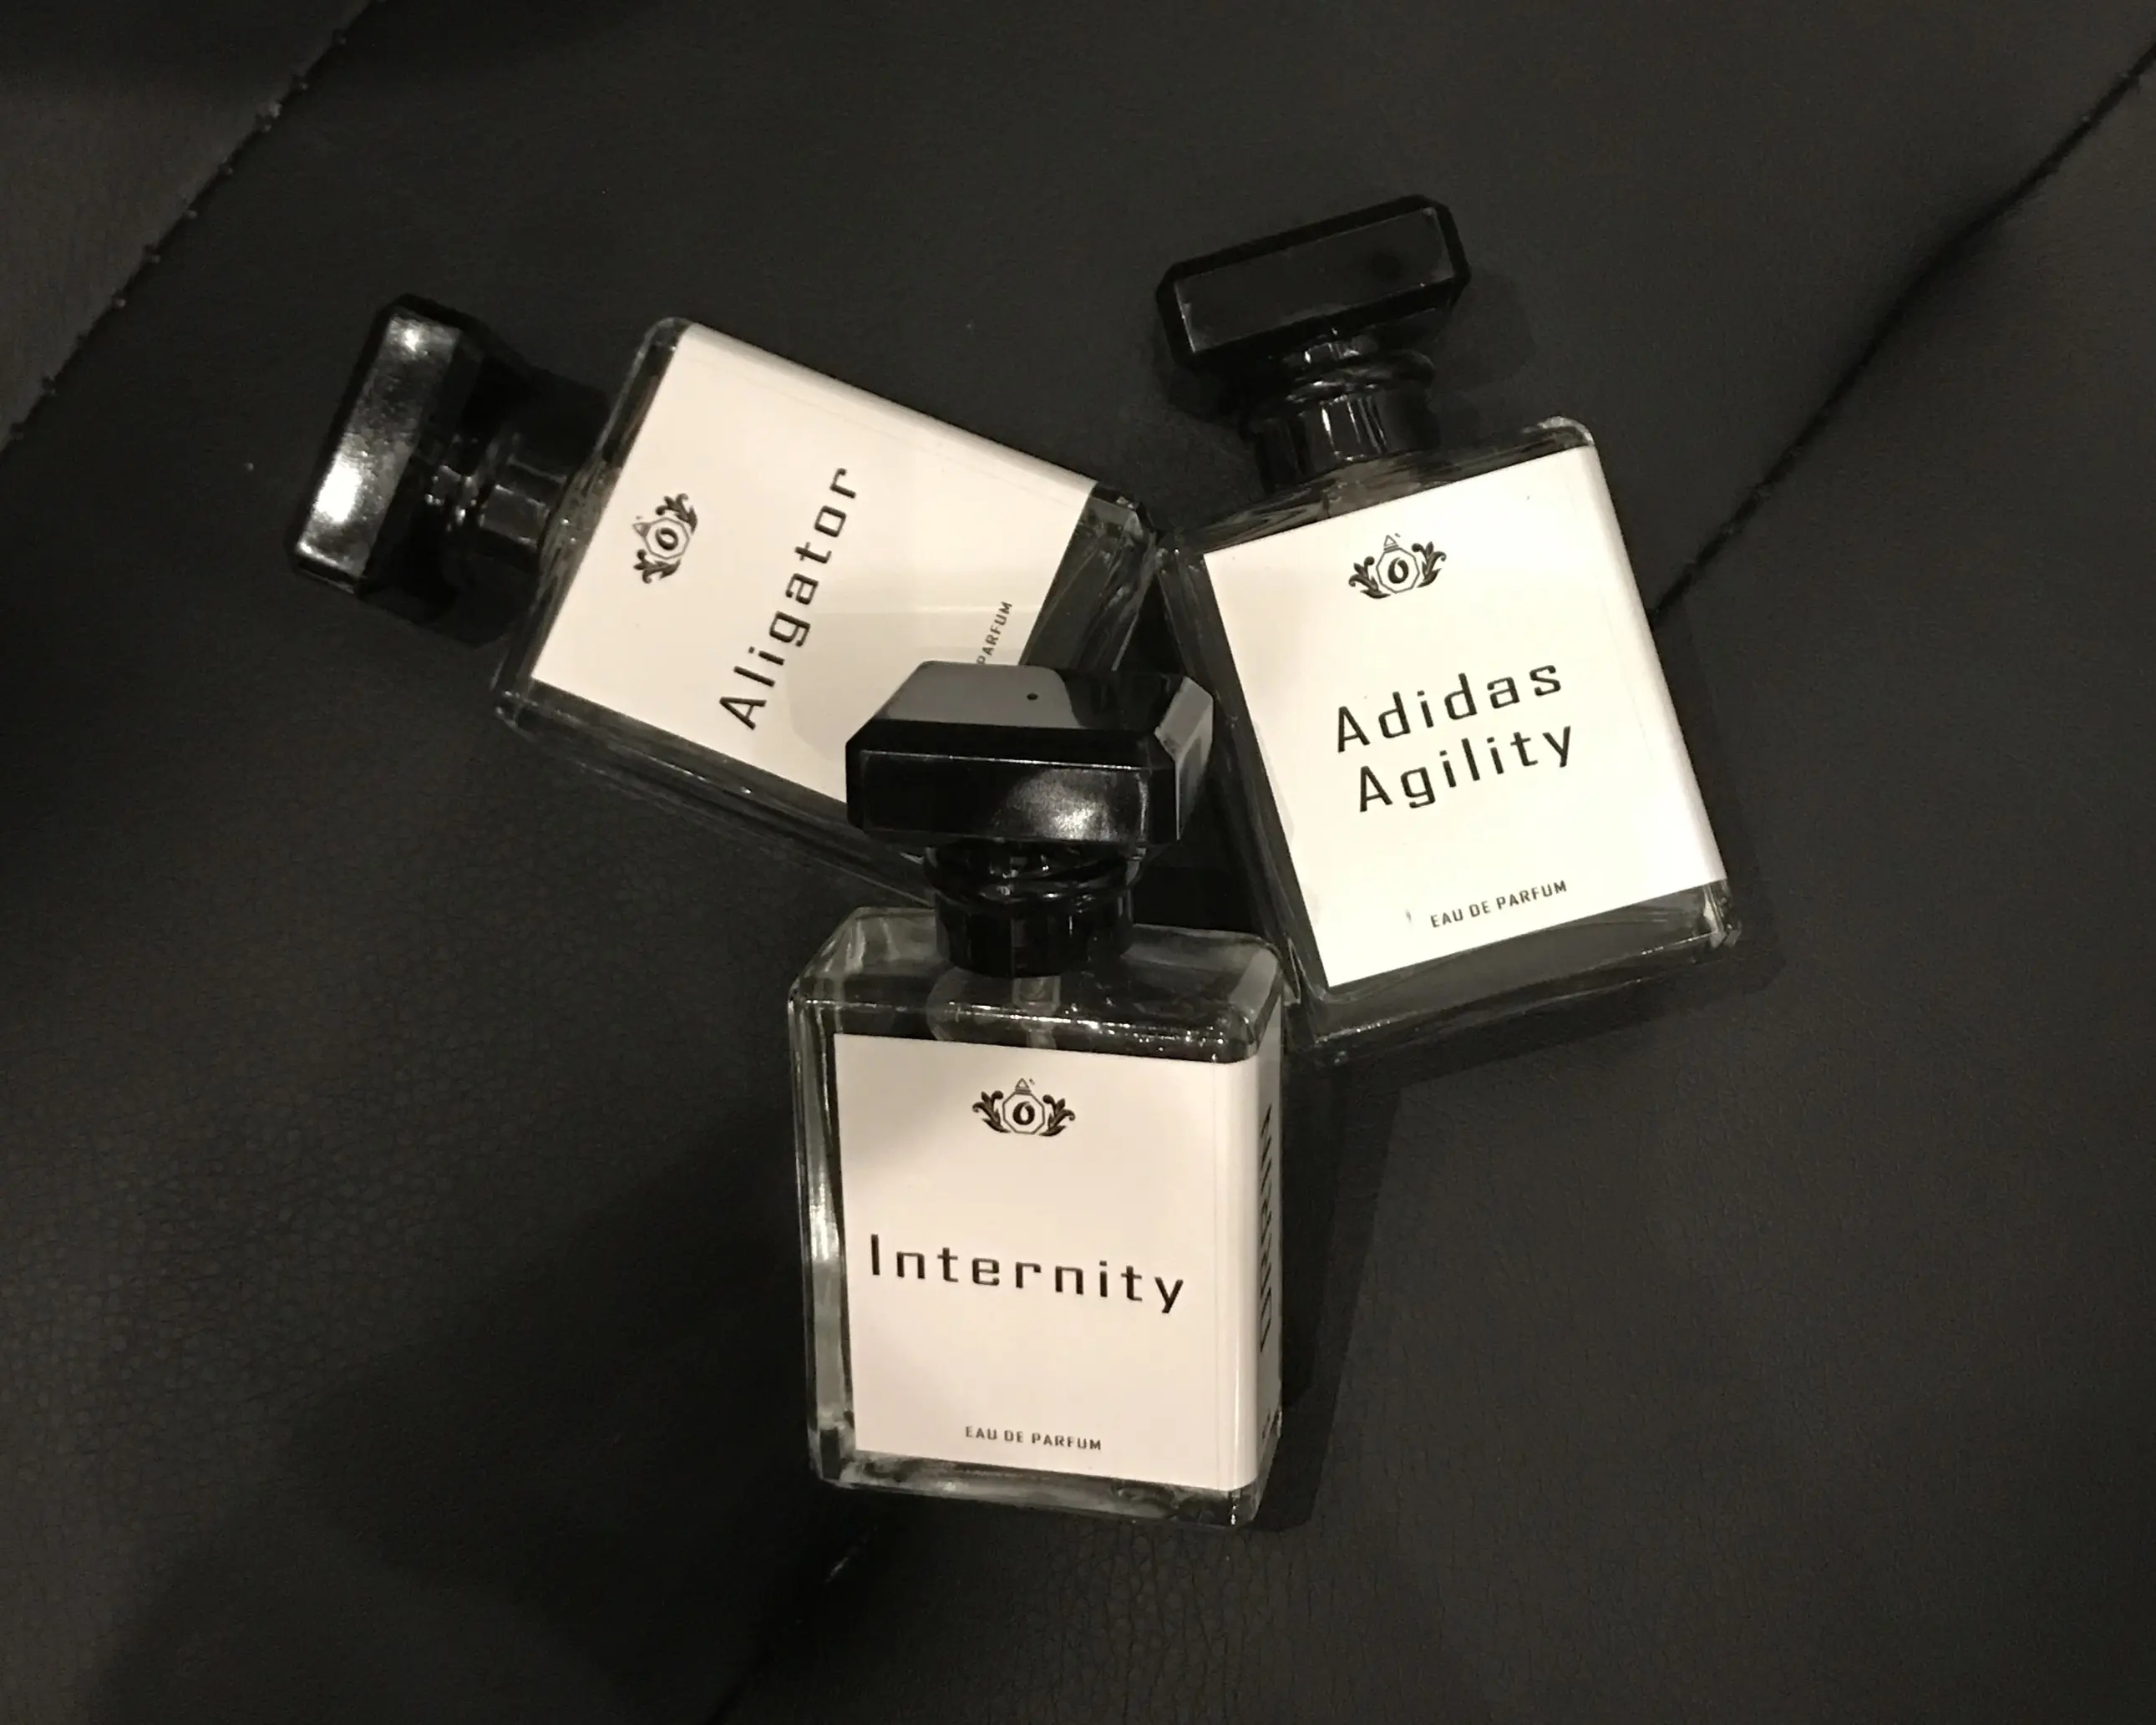 Aligator
PARFUM
Adidas
Agility
EAU DE PARFUM
Internity
EAU DE PARFUM